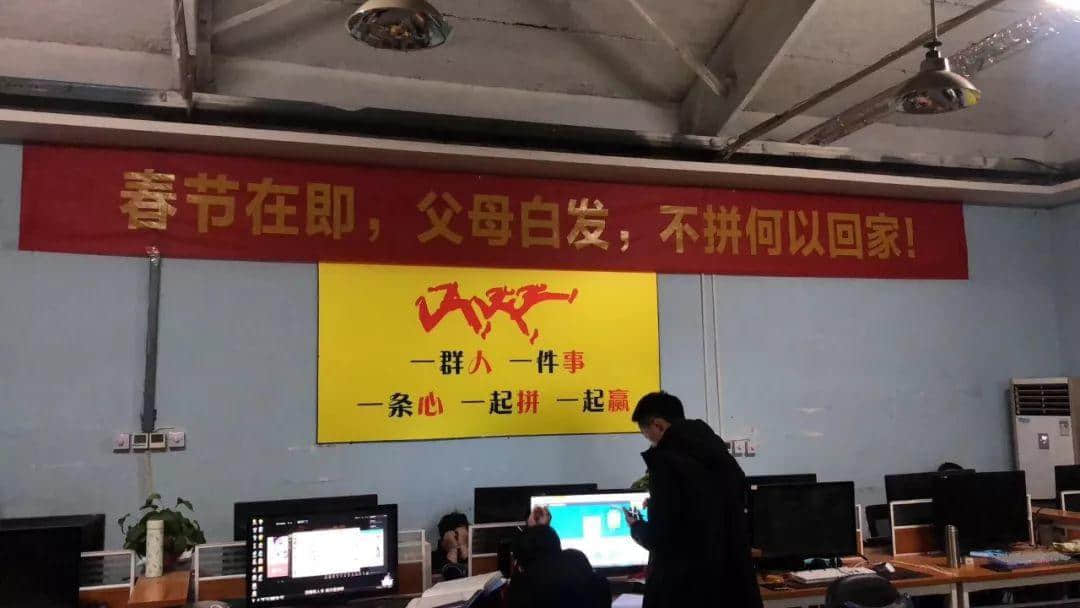 春节在即，父母白发，不拼何以回家！
一群人 一件事
一条心 一起拼 一起赢